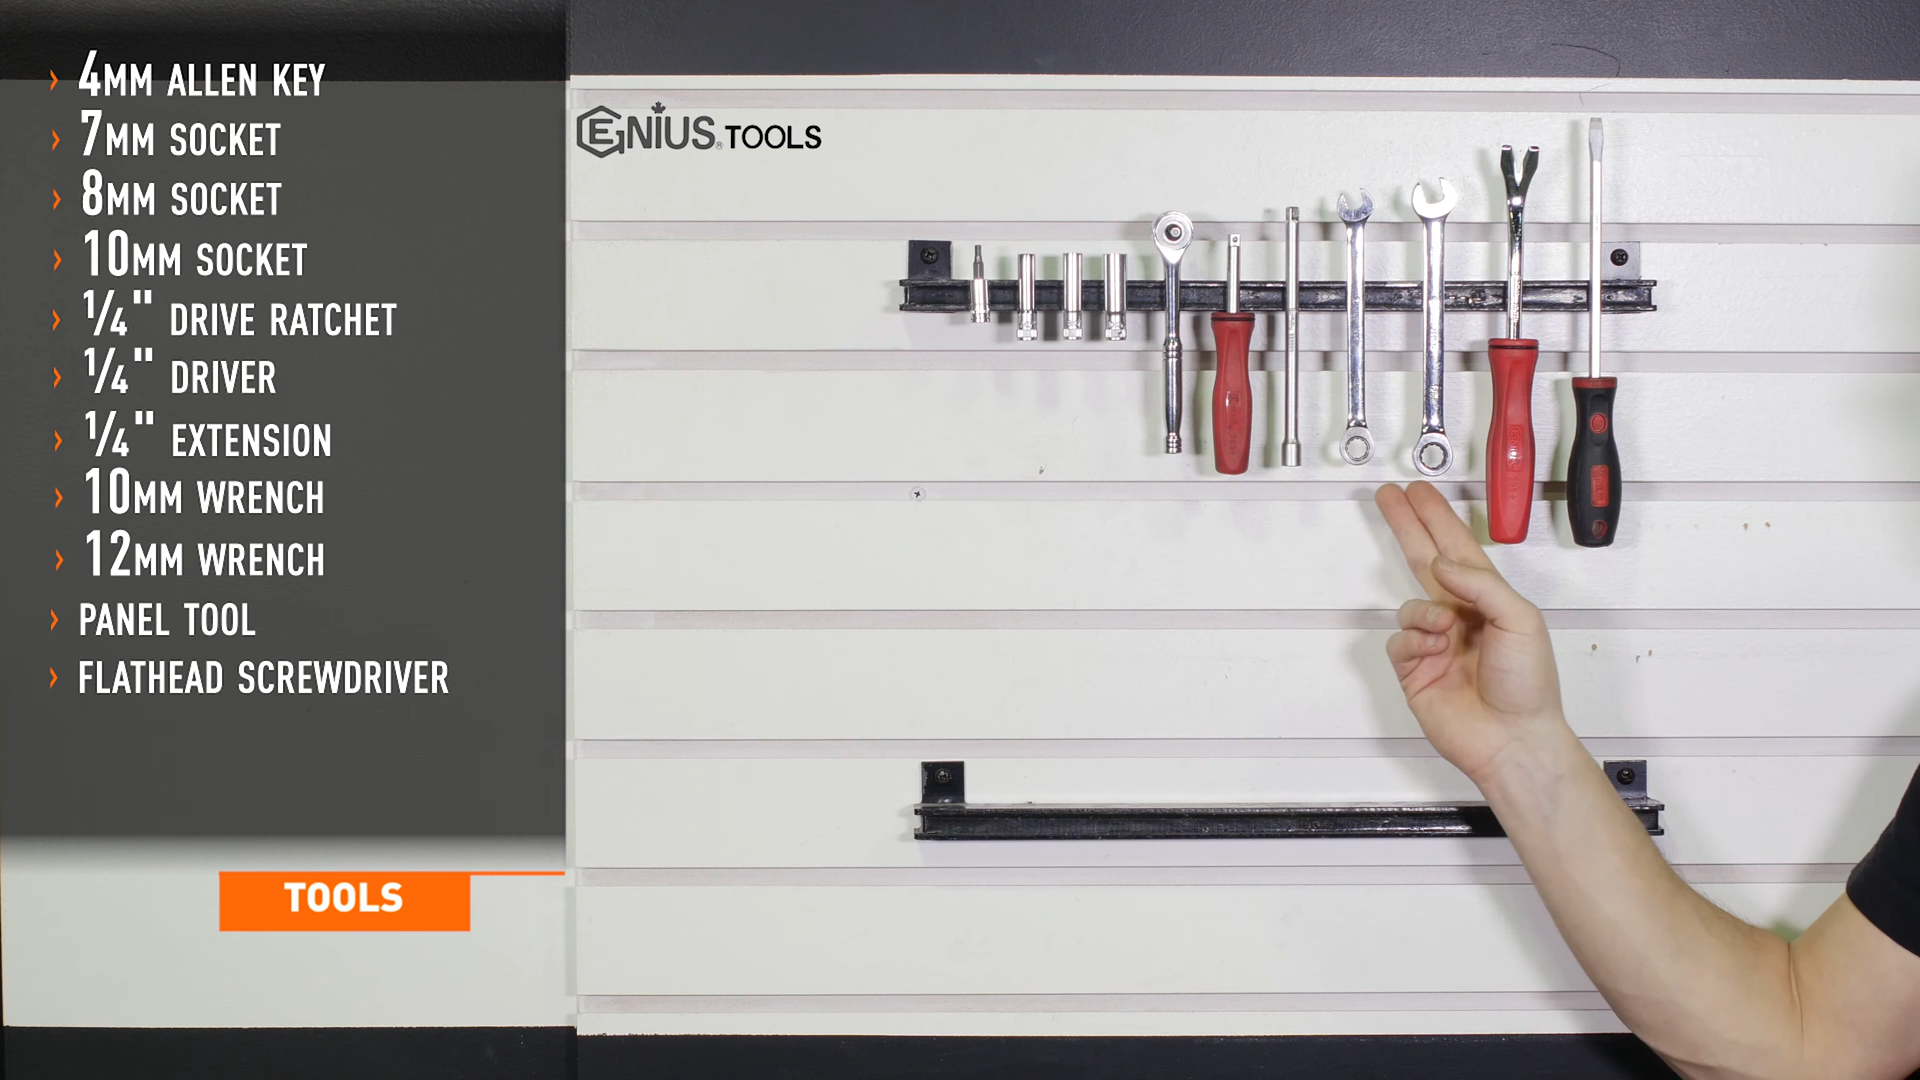 4MM ALLEN KEY
7MM SOCKET
8MM SOCKET
10MM SOCKET
1/4" DRIVE RATCHET
1/4" DRIVER
1/4" EXTENSION
10MM WRENCH
12MM WRENCH
PANEL TOOL
FLATHEAD SCREWDRIVER
TOOLS
GENIUS® TOOLS